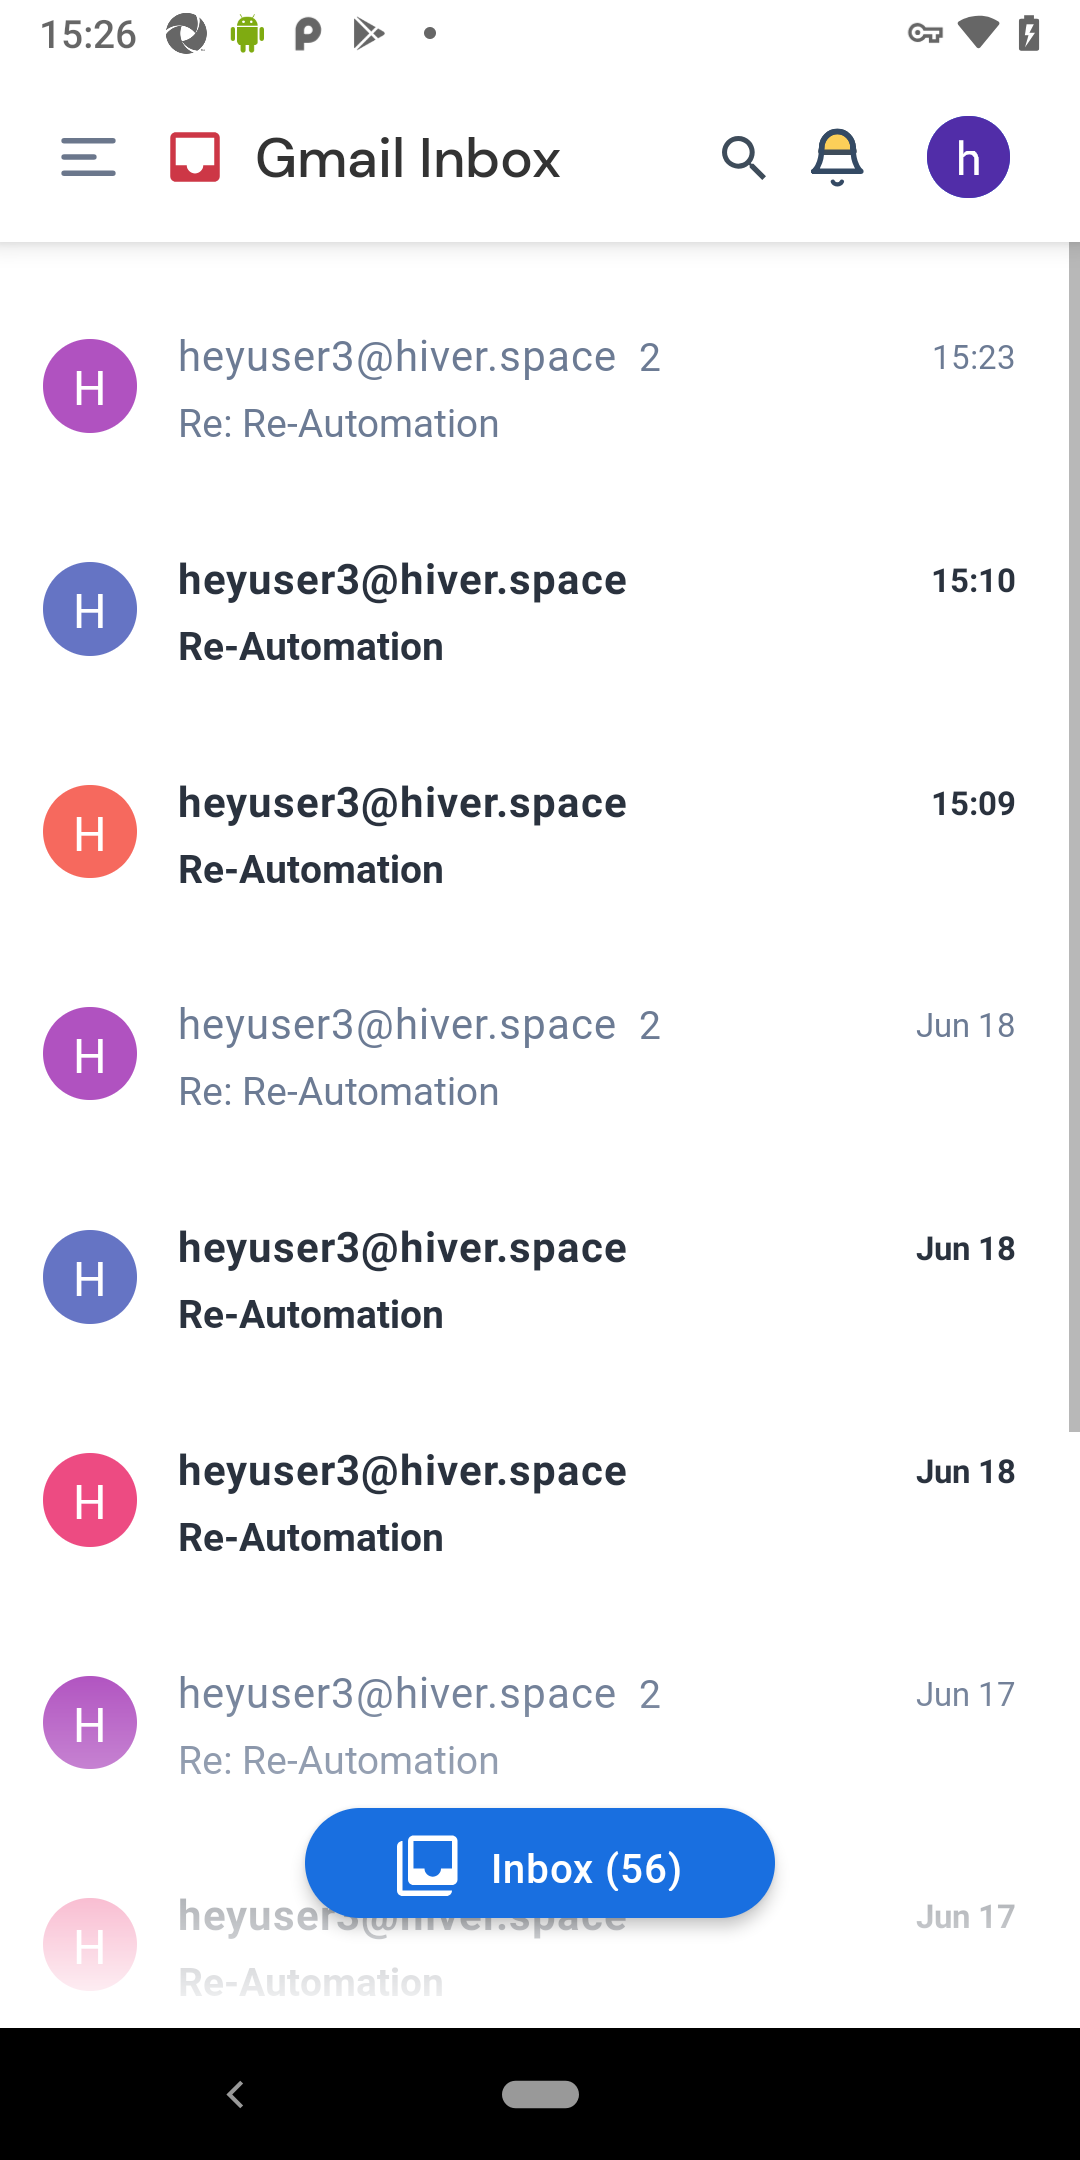 15:26
Gmail Inbox
h
H
heyuser3@hiver.space 2
15:23
Re: Re-Automation
H
heyuser3@hiver.space
15:10
Re-Automation
H
heyuser3@hiver.space
15:09
Re-Automation
H
heyuser3@hiver.space 2
Jun 18
Re: Re-Automation
H
heyuser3@hiver.space
Jun 18
Re-Automation
H
heyuser3@hiver.space
Jun 18
Re-Automation
H
heyuser3@hiver.space 2
Jun 17
Re: Re-Automation
Inbox (56)
H
heyuser3@hiver.space
Jun 17
Re-Automation